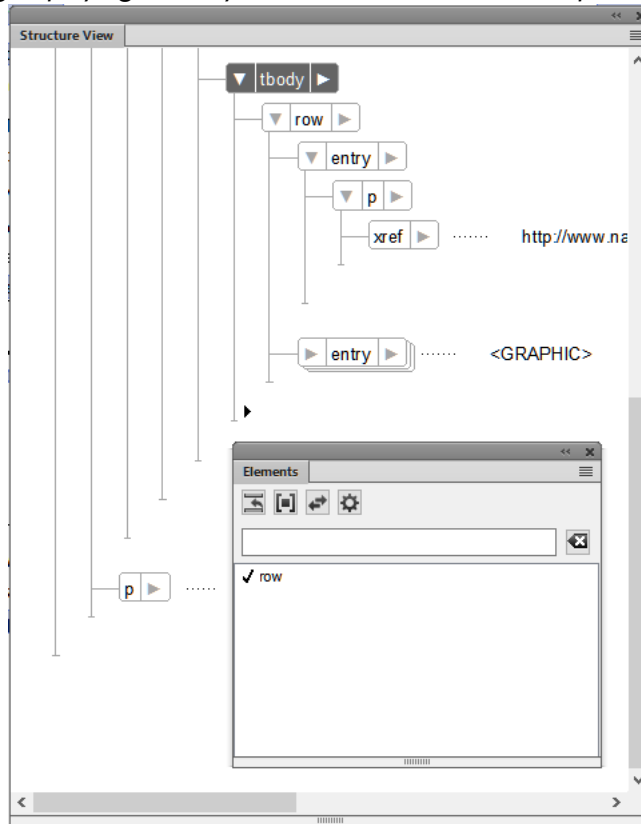 Structure View
tbody
row
entry
p
xref http://www.na
entry <GRAPHIC>
Elements
row
p